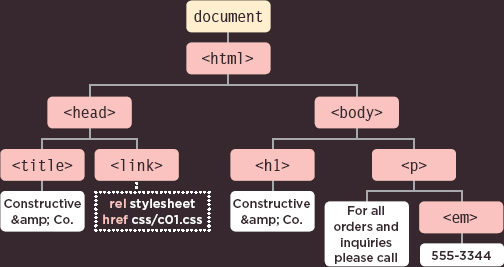 document
<html>
<head>
<body>
<title>
<link>
<h1>
<p>
Constructive
&amp; Co.
rel stylesheet
href css/c01.css
Constructive
&amp; Co.
For all
orders and
inquiries
please call
<em>
555-3344